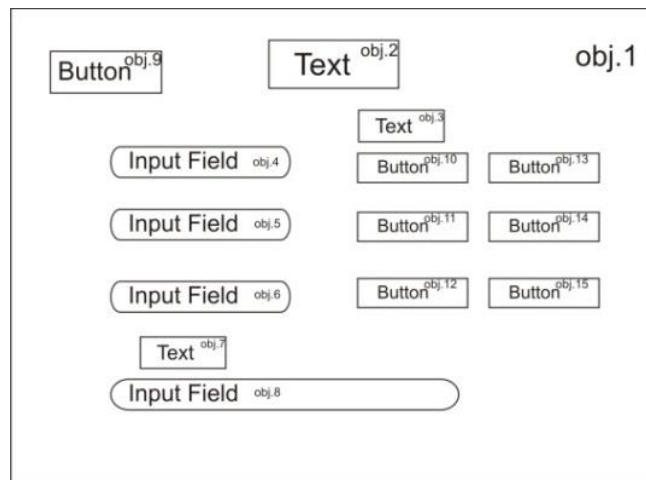 Button obj.9
Text obj.2
obj.1
Text obj.3
Input Field obj.4
Button obj.10
Button obj.13
Input Field obj.5
Button obj.11
Button obj.14
Input Field obj.6
Button obj.12
Button obj.15
Text obj.7
Input Field obj.8